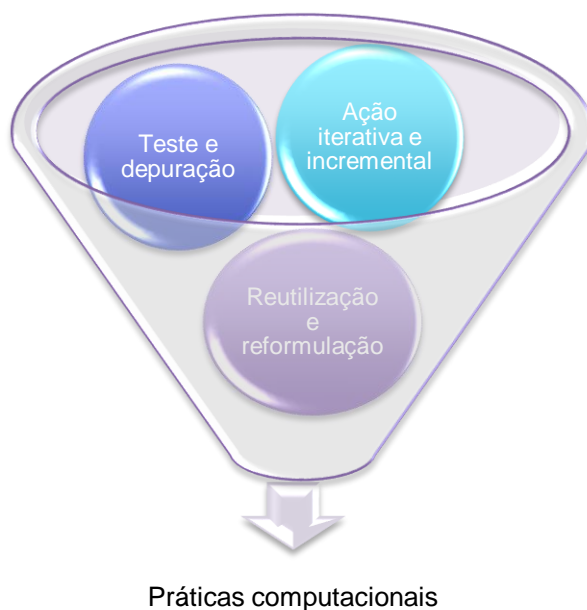 Teste e
depuração
Ação
iterativa e
incremental
Reutilização
e
reformulação
Práticas computacionais